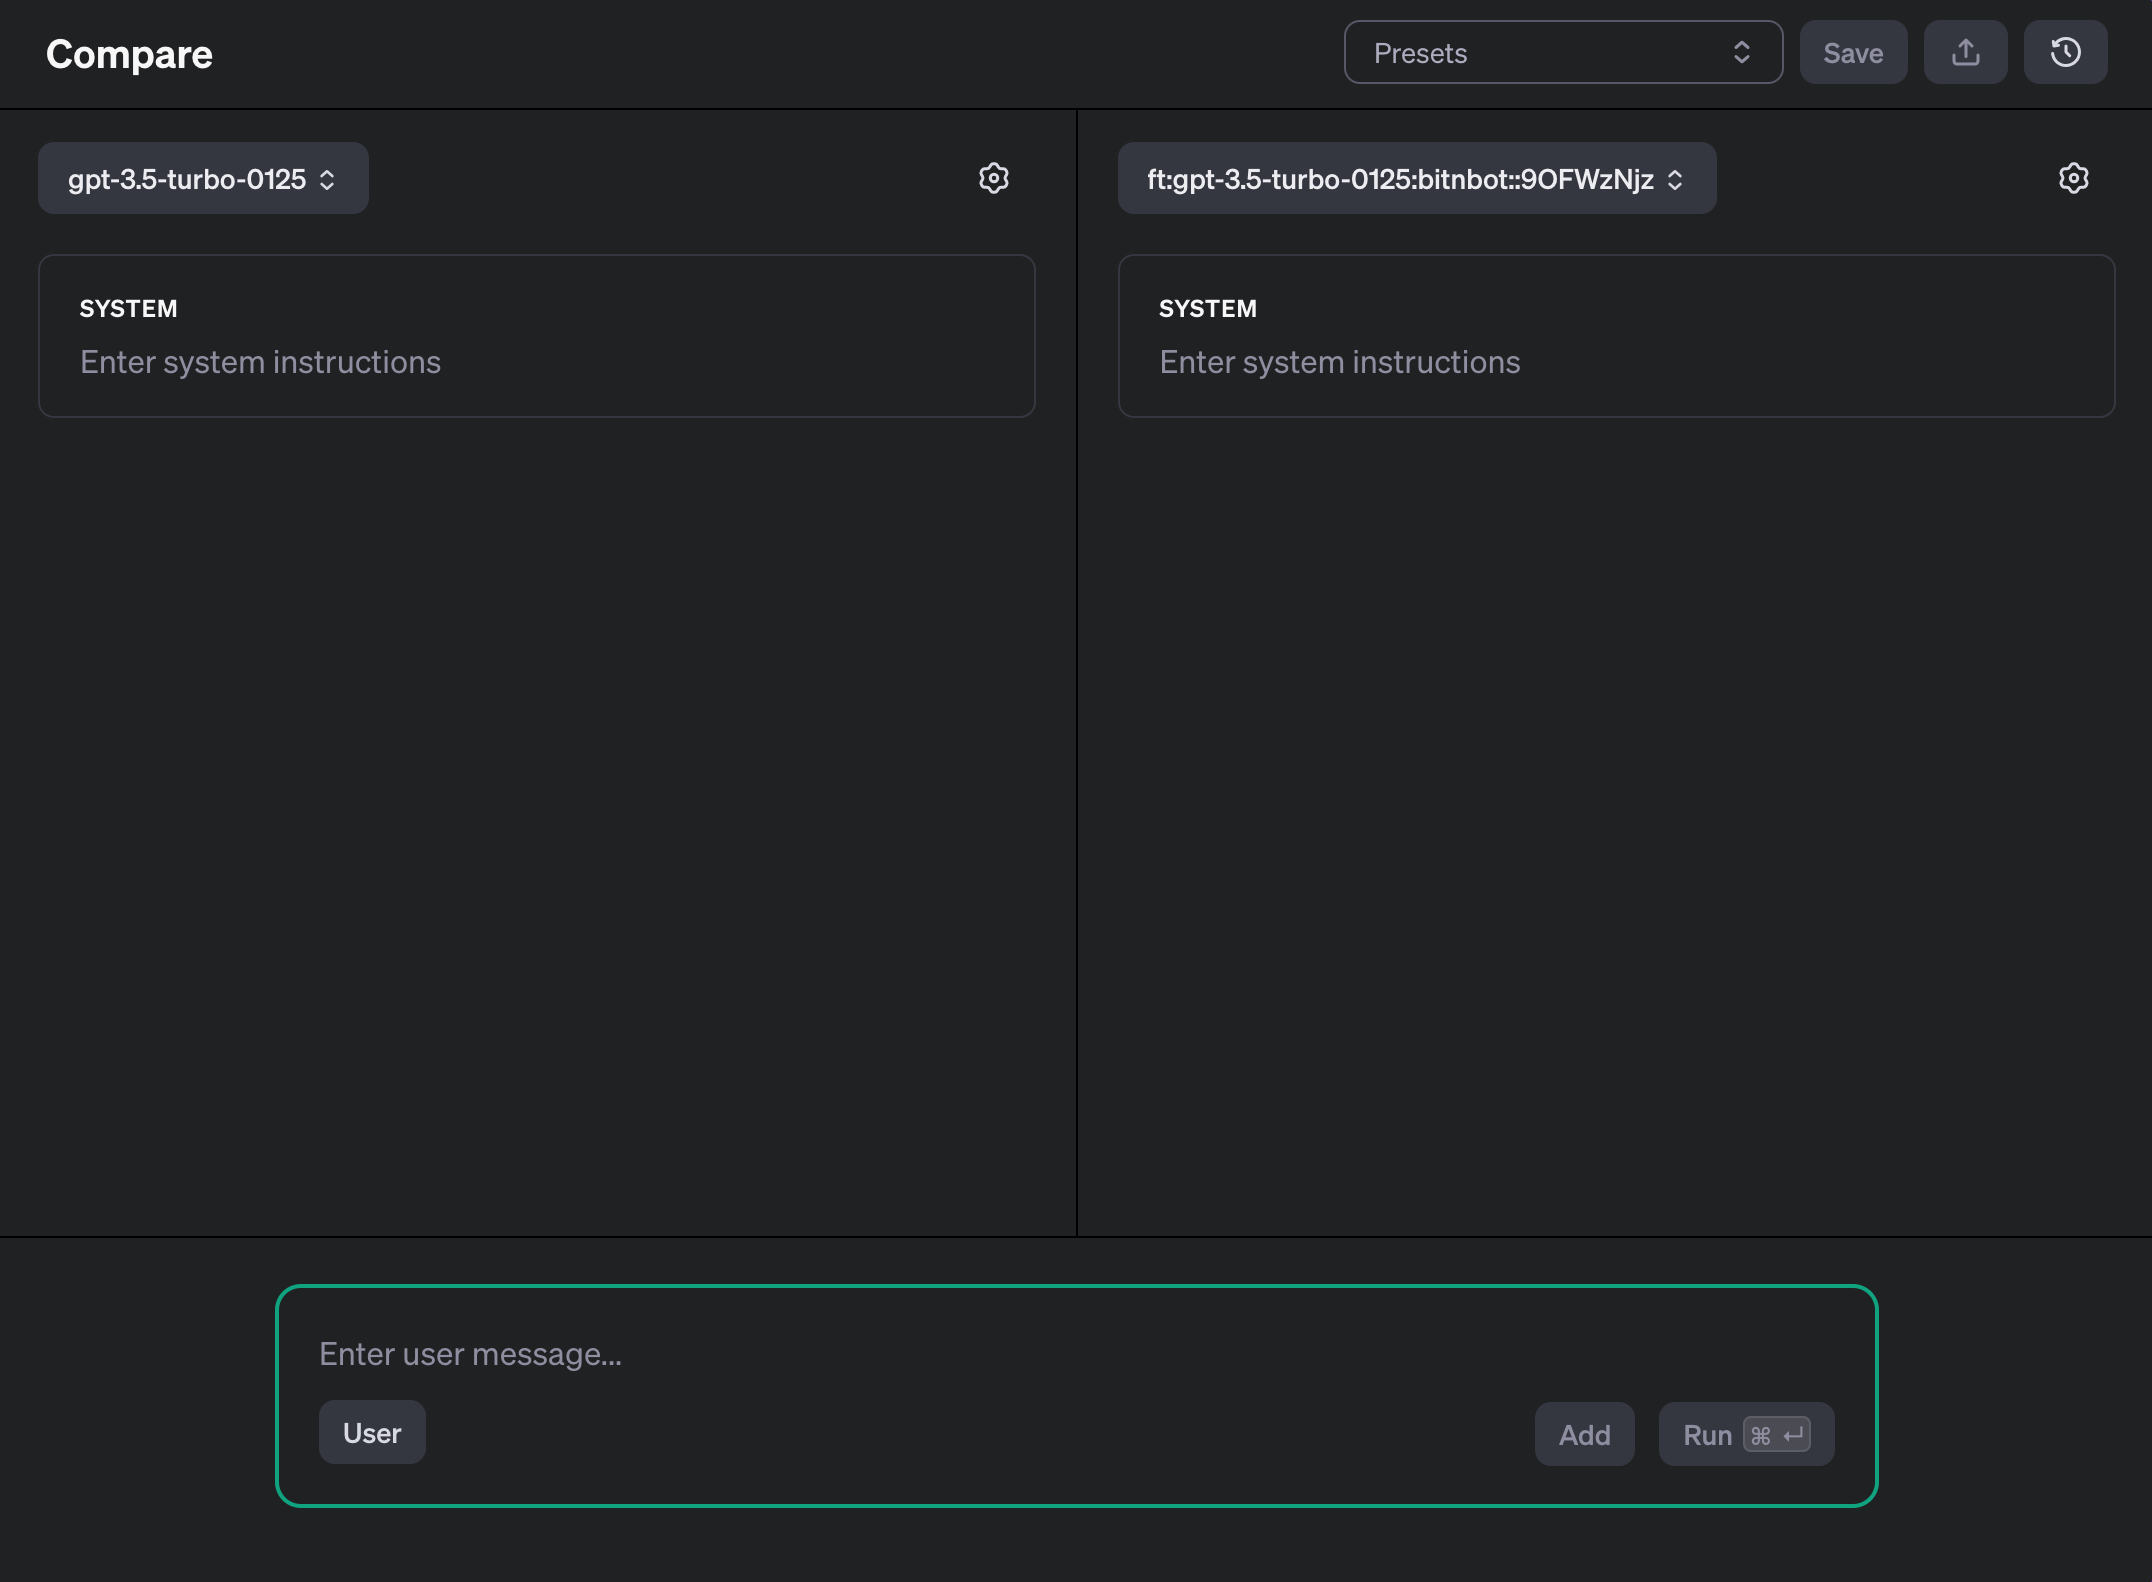 Compare
Presets
Save
gpt-3.5-turbo-0125
ft:gpt-3.5-turbo-0125:bitnbot::9OFWzNjz
SYSTEM
Enter system instructions
SYSTEM
Enter system instructions
Enter user message...
User
Add
Run ⌘ ↵